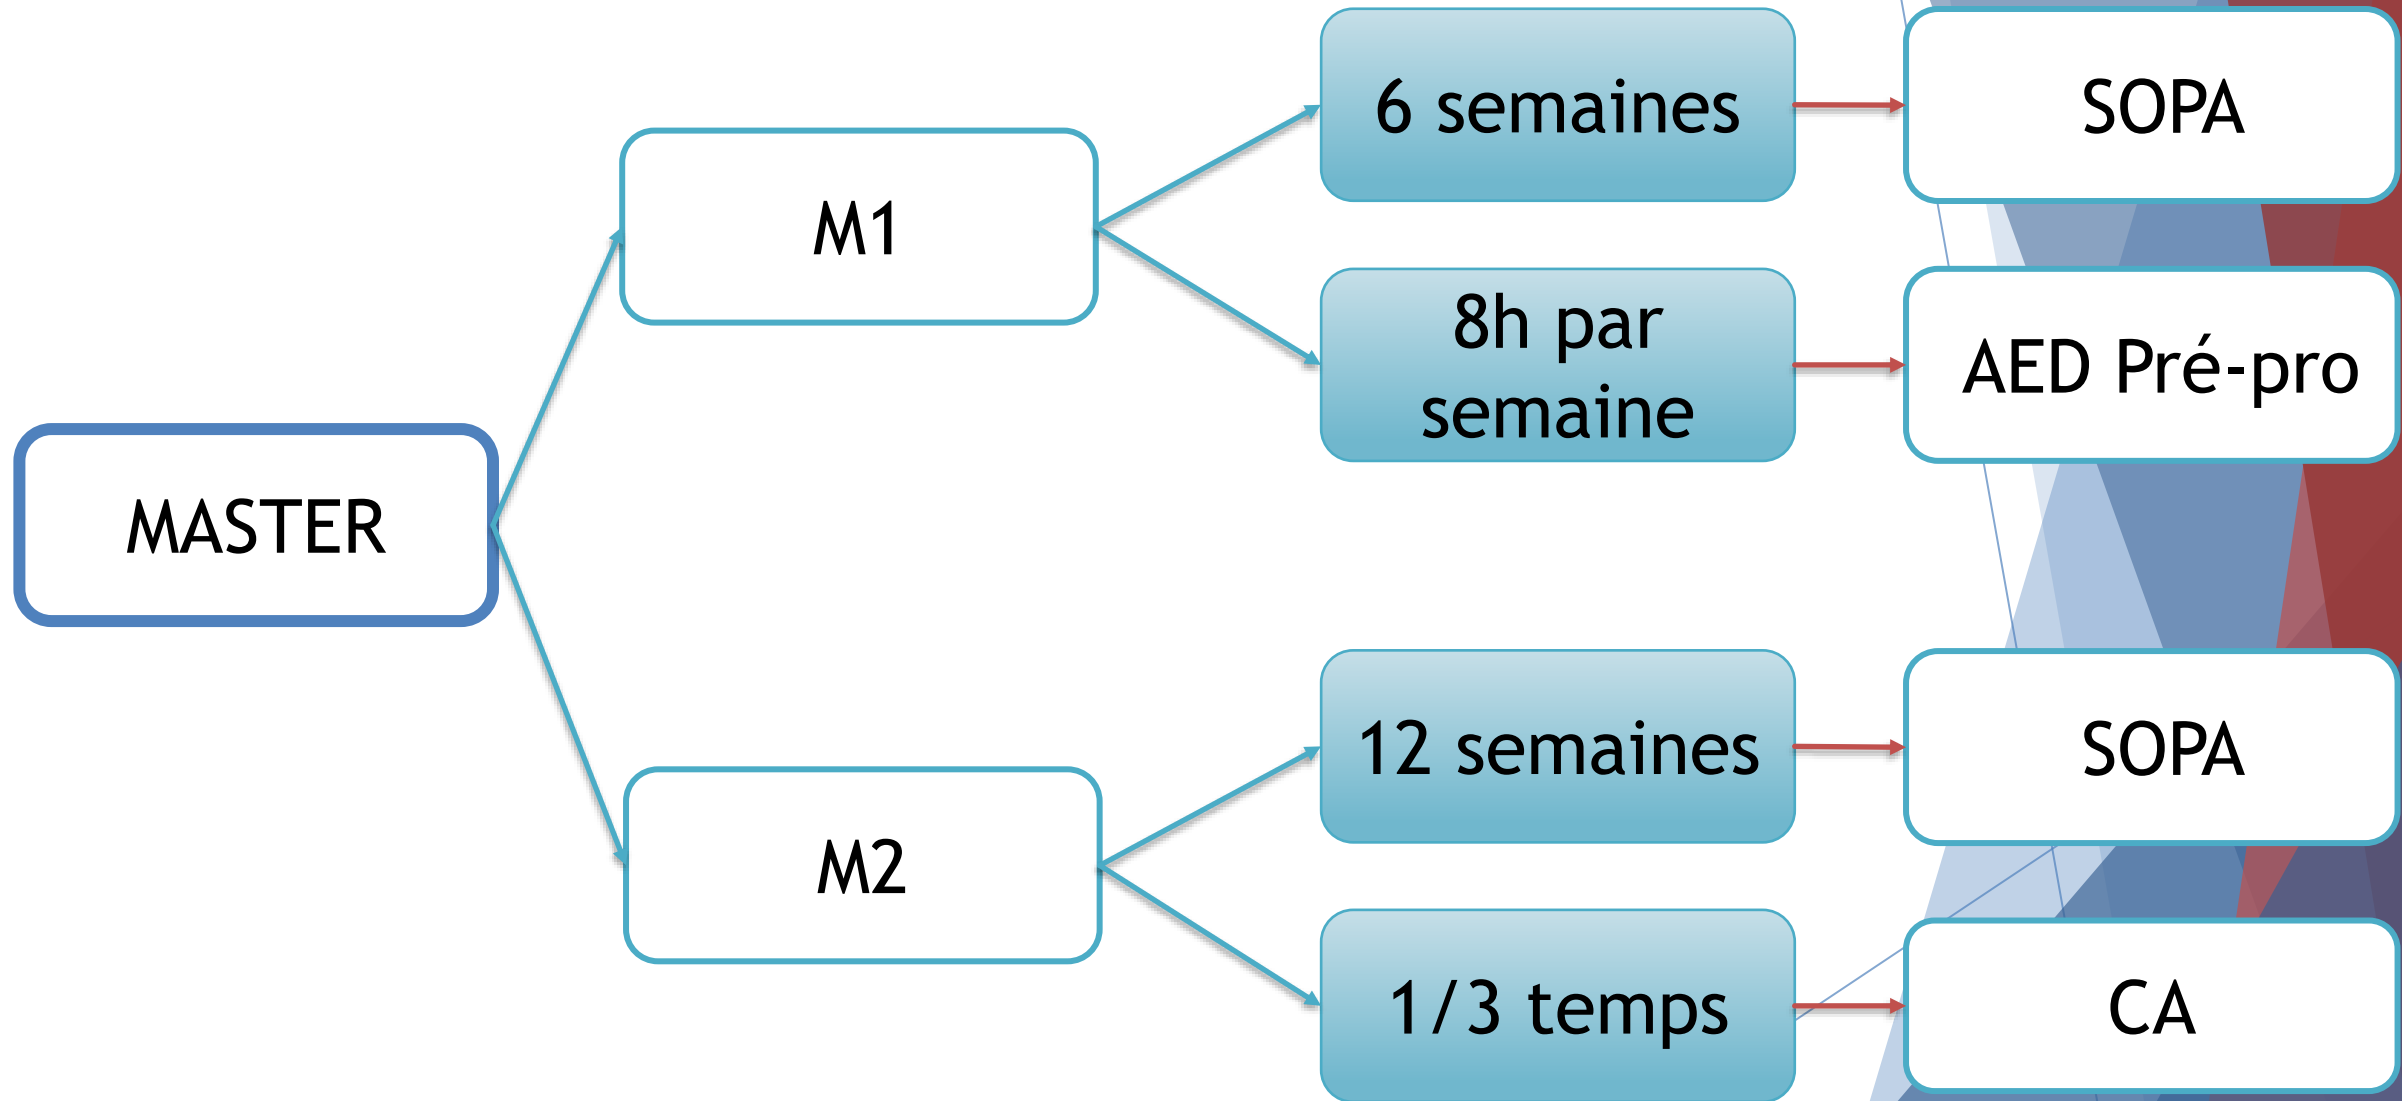 MASTER
M1
6 semaines
SOPA
8h par
semaine
AED Pré-pro
M2
12 semaines
SOPA
1/3 temps
CA